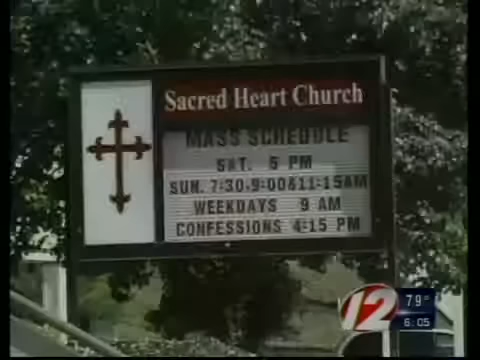 Sacred Heart Church
MASS SCHEDULE
SAT. 5 PM
SUN. 7:30-9:00&11:15AM
WEEKDAYS 9 AM
CONFESSIONS 4:15 PM
12
79°
6:05